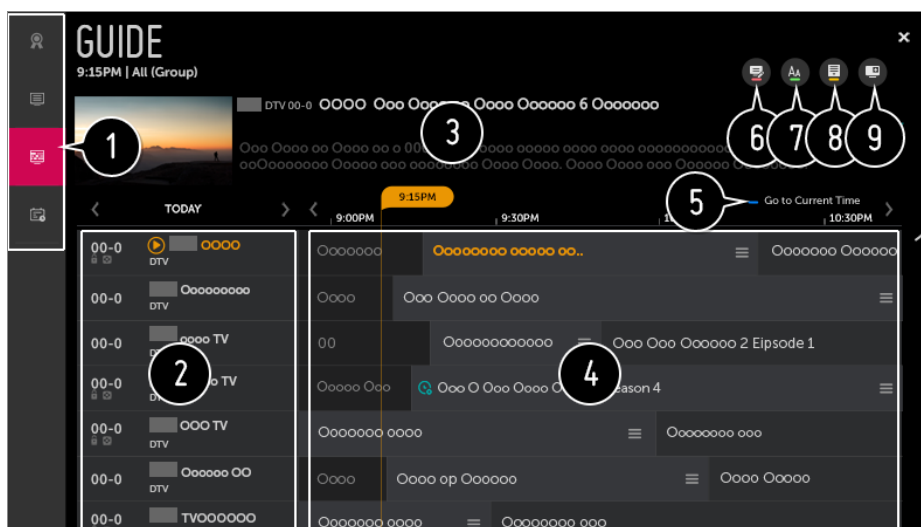 GUIDE
9:15PM | All (Group)
1
3
6
7
8
9
DTV 00-0 OOOO Ooo
Oooo Oooooo 6 Ooooooo
Ooo Ooo oo Oooo oo o
5
Go to Current Time
TODAY
9:15PM
9:00PM
9:30PM
10:30PM
00-0 OOOO
DTV
Ooooooo
Oooooooo ooooo oo..
Ooooooo Oooooo
00-0 Ooooooooo
DTV
Oooo
Ooo Oooo oo Oooo
00-0 oooo TV
00
Oooooooooooo
Ooo Ooo Oooooo 2 Eipsode 1
2
4
00-0
TV
DTV
Ooooo Ooo
Ooo O Ooo Oooo
4
00-0 OOO TV
DTV
Ooooooo oooo
Oooooooo ooo
00-0 Oooooo OO
DTV
Oooo
Oooo op Oooooo
Oooo Ooooo
00-0 TVOOOOOO
Ooooooo oooo
Oooooooo ooo